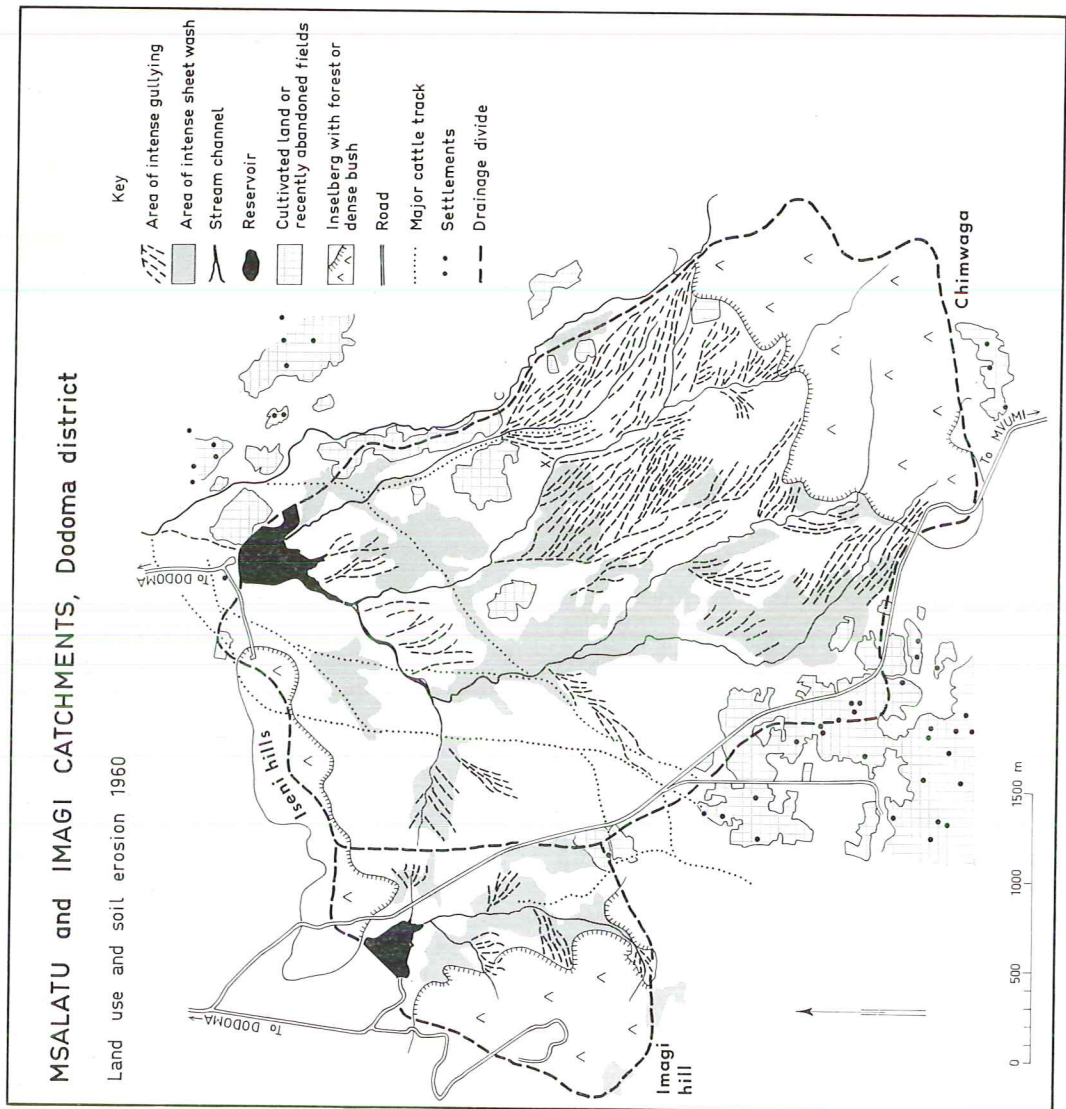 MSALATU and IMAGI CATCHMENTS, Dodoma district
Land use and soil erosion 1960
Key
Area of intense gullying
Area of intense sheet wash
Stream channel
Reservoir
Cultivated land or
recently abandoned fields
Inselberg with forest or
dense bush
Road
Major cattle track
Settlements
Drainage divide
To DODOMA
To DODOMA
Iseni hills
C
X
Imagi
hill
Chimwaga
To
MVUMI
0 500 1000 1500 m